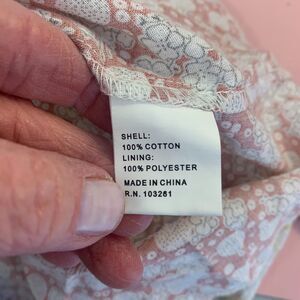 SHELL:
100% COTTON
LINING:
100% POLYESTER
MADE IN CHINA
R.N. 103261